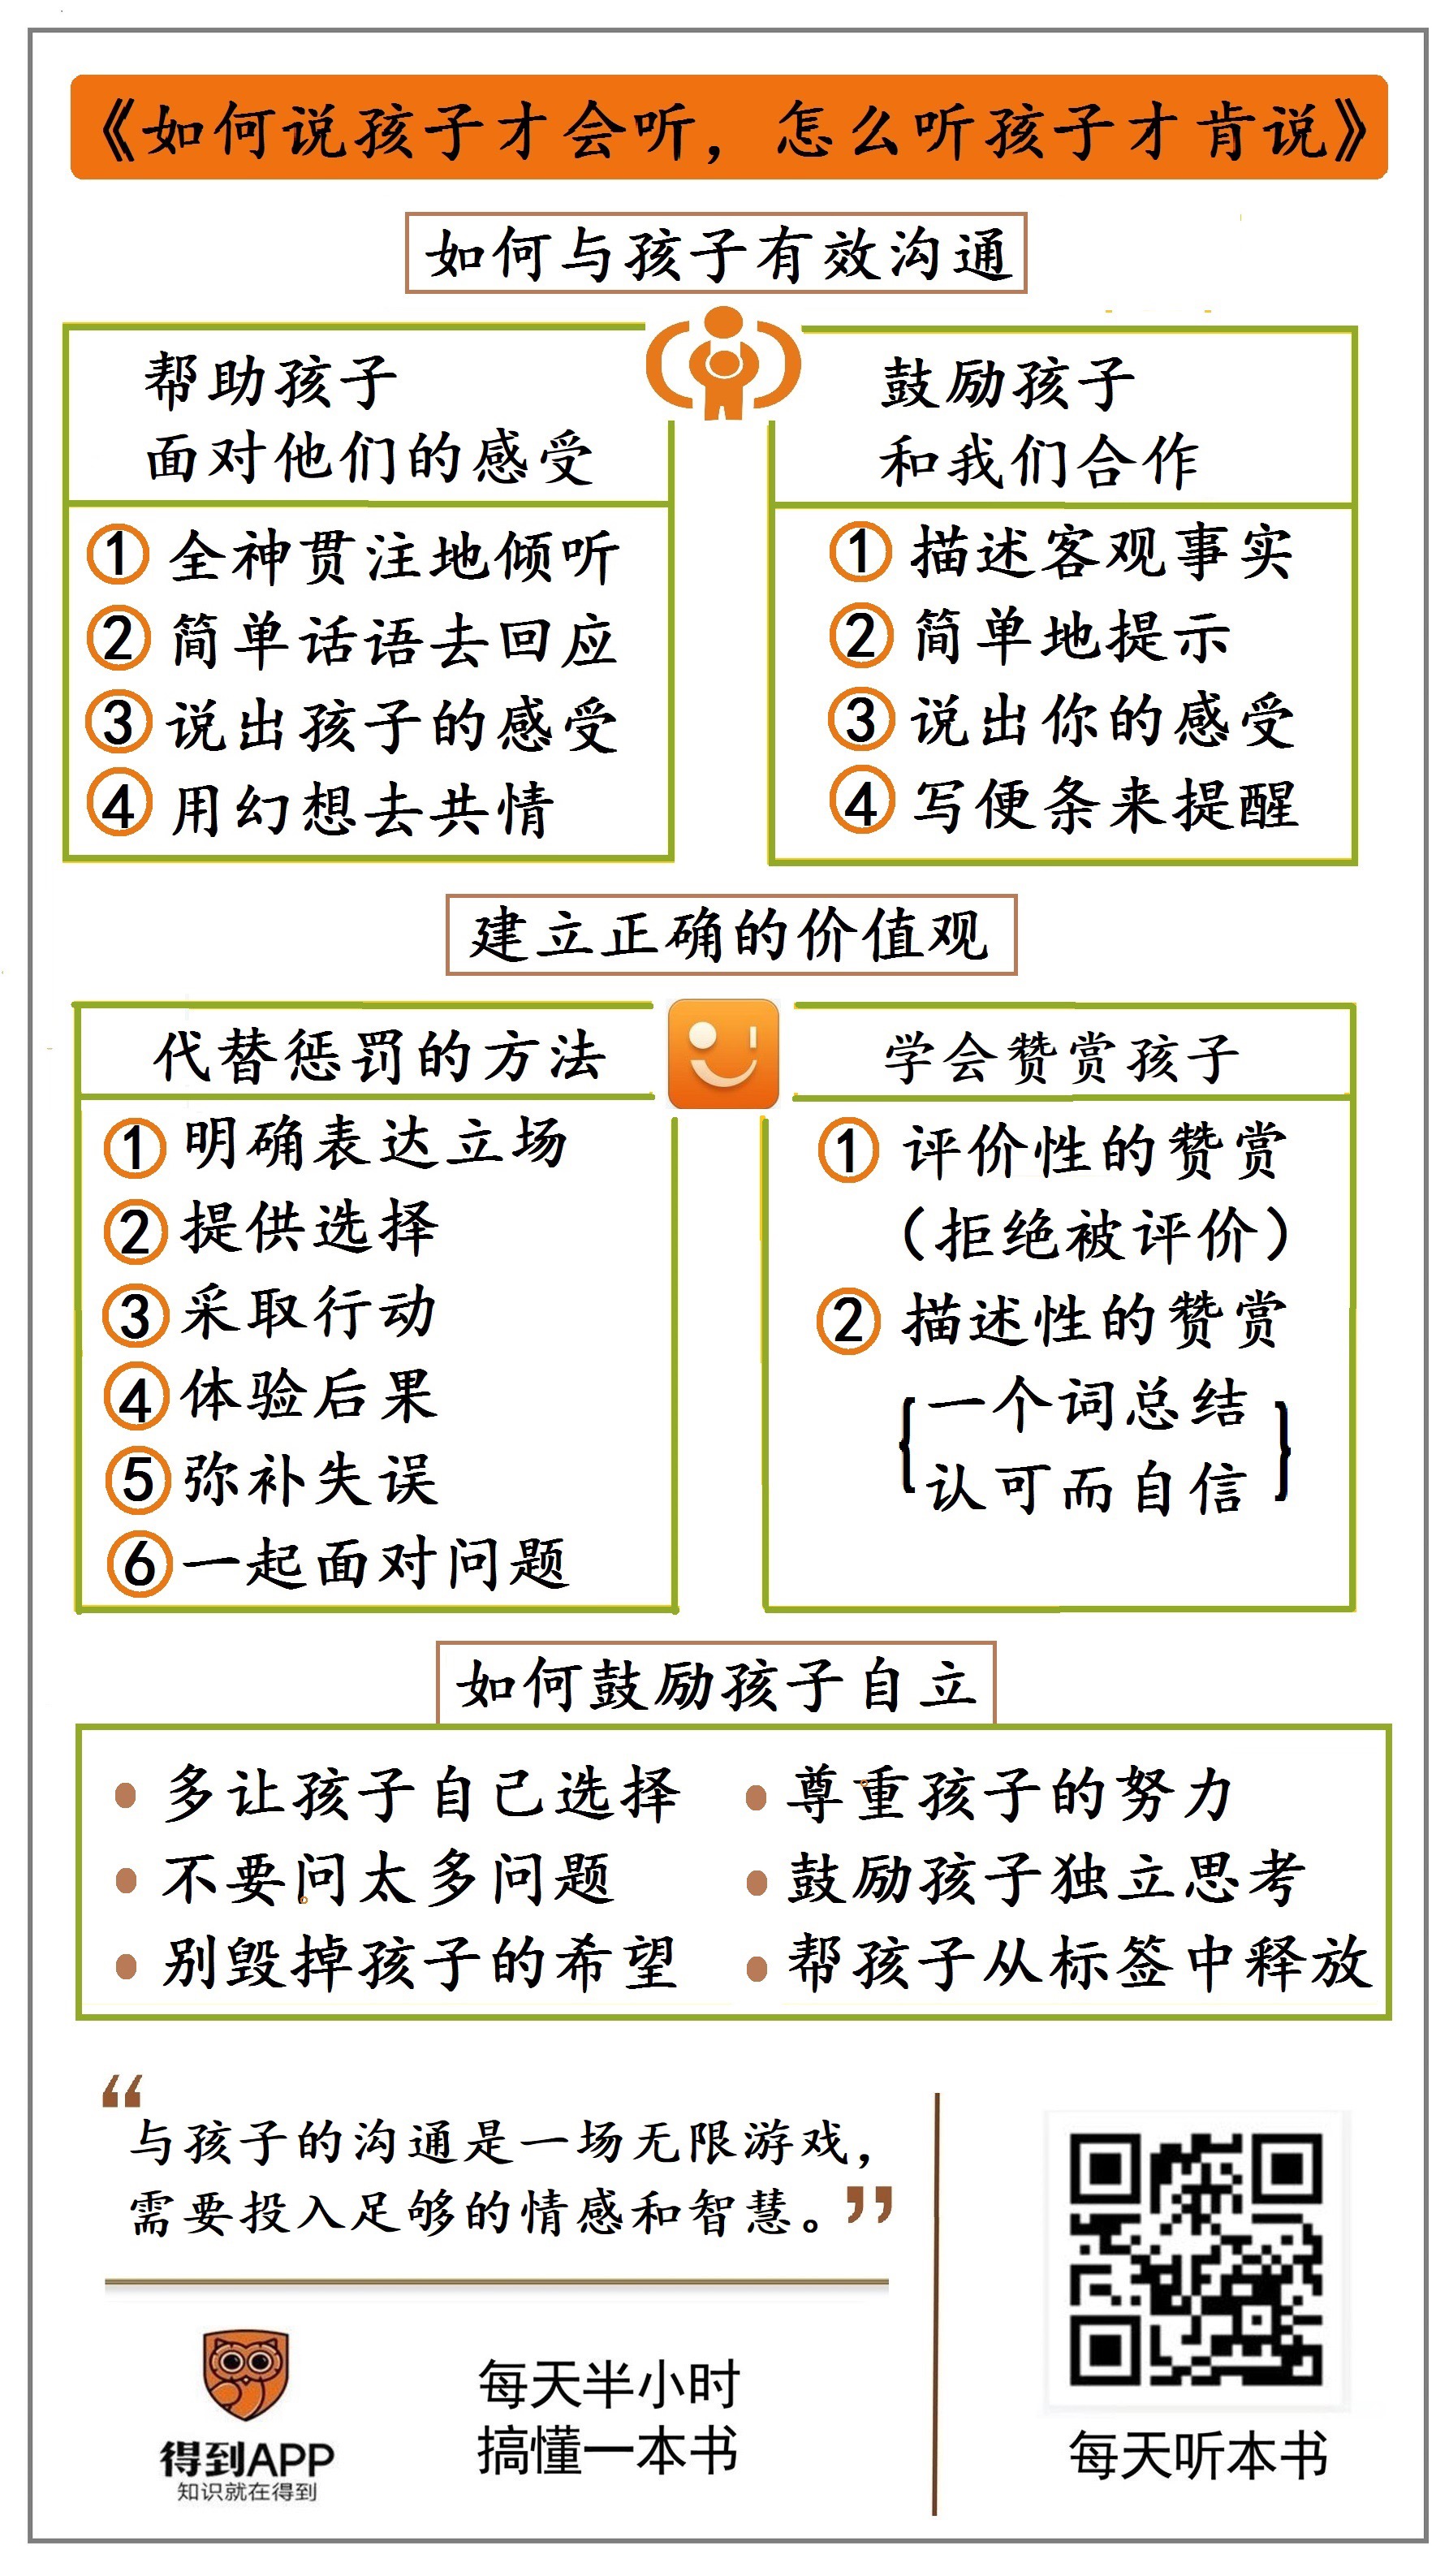 《如何说孩子才会听，怎么听孩子才肯说》
如何与孩子有效沟通
帮助孩子
面对他们的感受
① 全神贯注地倾听
② 简单话语去回应
③ 说出孩子的感受
④ 用幻想去共情
鼓励孩子
和我们合作
① 描述客观事实
② 简单地提示
③ 说出你的感受
④ 写便条来提醒
建立正确的价值观
代替惩罚的方法
① 明确表达立场
② 提供选择
③ 采取行动
④ 体验后果
⑤ 弥补失误
⑥ 一起面对问题
学会赞赏孩子
① 评价性的赞赏
（拒绝被评价）
② 描述性的赞赏
{一个词总结
认可而自信}
如何鼓励孩子自立
• 多让孩子自己选择
• 不要问太多问题
• 别毁掉孩子的希望
• 尊重孩子的努力
• 鼓励孩子独立思考
• 帮孩子从标签中释放
“与孩子的沟通是一场无限游戏，
需要投入足够的情感和智慧。”
得到APP
知识就在得到
每天半小时
搞懂一本书
每天听本书